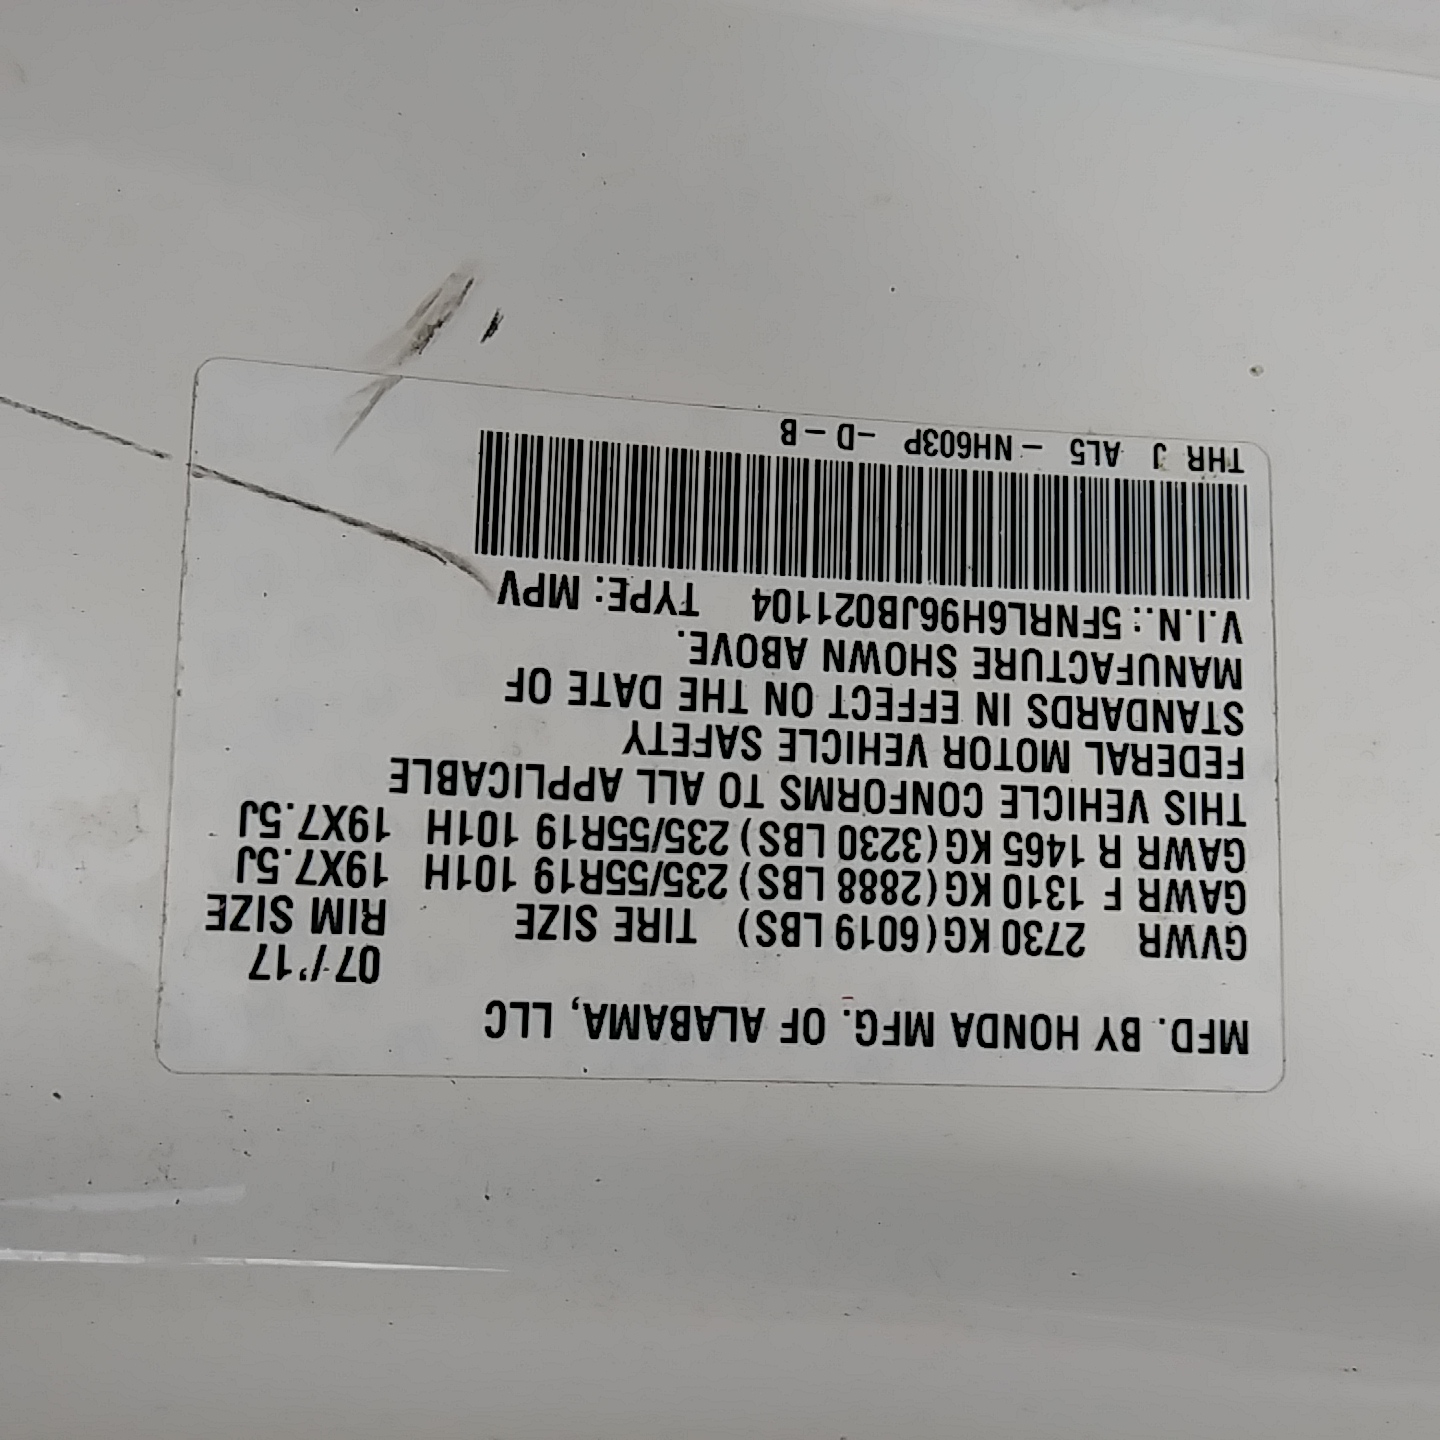 MFD. BY HONDA MFG. OF ALABAMA, LLC
07/'17
GVWR 2730 KG (6019 LBS) TIRE SIZE RIM SIZE
GAWR F 1310 KG (2888 LBS) 235/55R19 101H 19X7.5J
GAWR R 1465 KG (3230 LBS) 235/55R19 101H 19X7.5J
THIS VEHICLE CONFORMS TO ALL APPLICABLE
FEDERAL MOTOR VEHICLE SAFETY
STANDARDS IN EFFECT ON THE DATE OF
MANUFACTURE SHOWN ABOVE.
V.I.N.: 5FNRL6H96JB021104 TYPE: MPV
THR J AL5 - NH603P -D-B